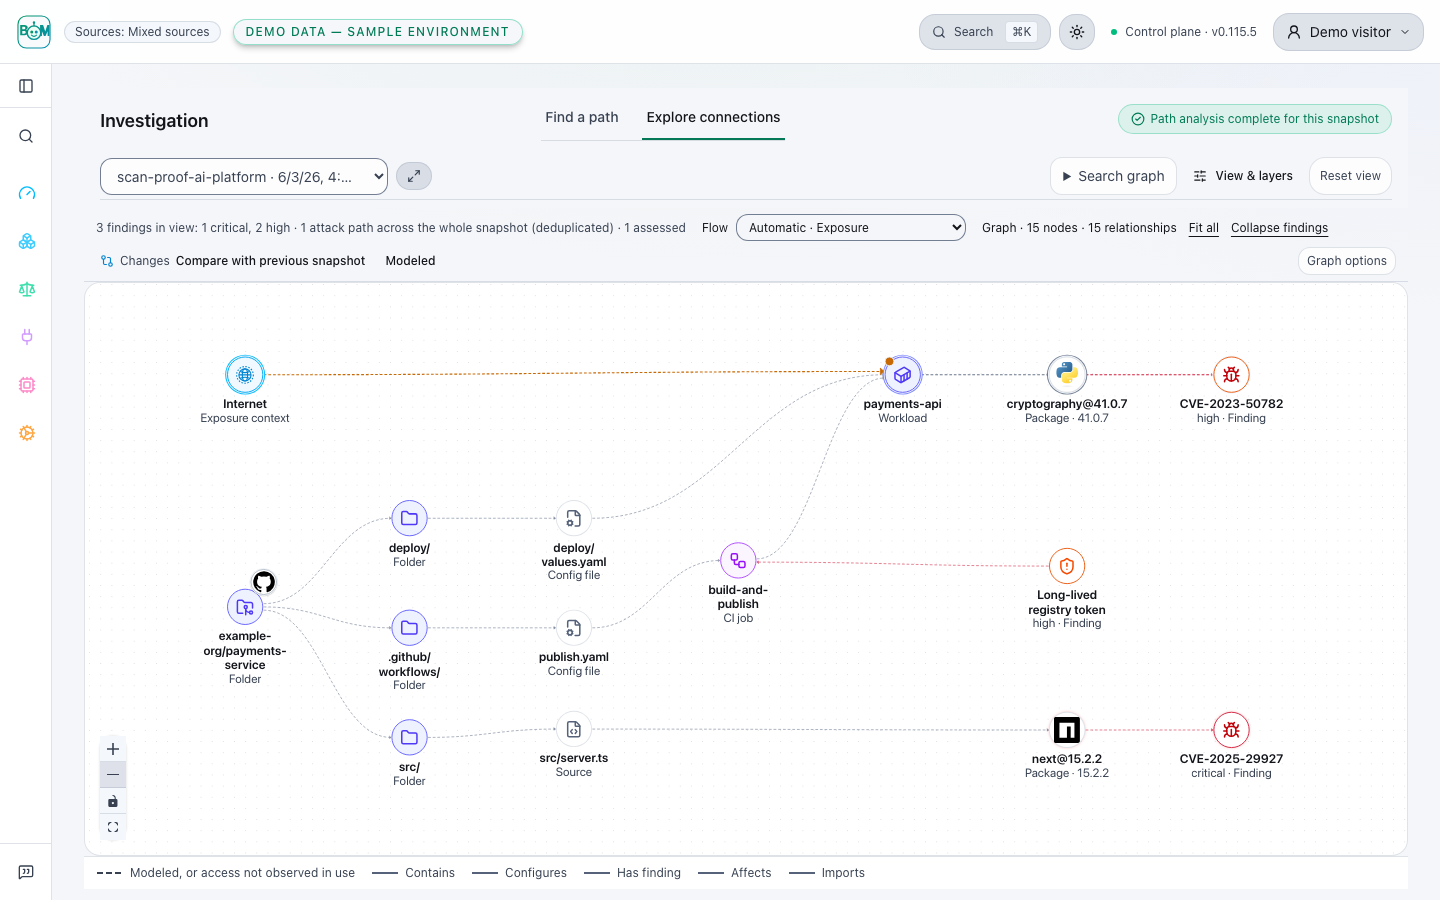 BOM
Sources: Mixed sources
DEMO DATA — SAMPLE ENVIRONMENT
Search ⌘K
Control plane · v0.115.5
Demo visitor
Investigation
Find a path
Explore connections
Path analysis complete for this snapshot
scan-proof-ai-platform · 6/3/26, 4:...
Search graph
View & layers
Reset view
3 findings in view: 1 critical, 2 high · 1 attack path across the whole snapshot (deduplicated) · 1 assessed
Flow
Automatic · Exposure
Graph · 15 nodes · 15 relationships
Fit all
Collapse findings
Changes
Compare with previous snapshot
Modeled
Graph options
Internet
Exposure context
payments-api
Workload
cryptography@41.0.7
Package · 41.0.7
CVE-2023-50782
high · Finding
deploy/
Folder
deploy/
values.yaml
Config file
build-and-
publish
CI job
Long-lived
registry token
high · Finding
example-
org/payments-
service
Folder
.github/
workflows/
Folder
publish.yaml
Config file
src/
Folder
src/server.ts
Source
next@15.2.2
Package · 15.2.2
CVE-2025-29927
critical · Finding
Modeled, or access not observed in use
Contains
Configures
Has finding
Affects
Imports